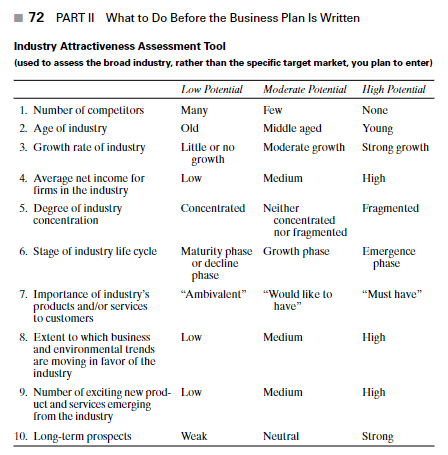 72 PART II What to Do Before the Business Plan Is Written
Industry Attractiveness Assessment Tool
(used to assess the broad industry, rather than the specific target market, you plan to enter)
Low Potential Moderate Potential High Potential
1. Number of competitors Many Few None
2. Age of industry Old Middle aged Young
3. Growth rate of industry Little or no Moderate growth Strong growth
growth
4. Average net income for Low Medium High
firms in the industry
5. Degree of industry Concentrated Neither Fragmented
concentration concentrated
nor fragmented
6. Stage of industry life cycle Maturity phase Growth phase Emergence
or decline phase
phase
7. Importance of industry's "Ambivalent" "Would like to "Must have"
products and/or services have"
to customers
8. Extent to which business Low Medium High
and environmental trends
are moving in favor of the
industry
9. Number of exciting new prod- Low Medium High
uct and services emerging
from the industry
10. Long-term prospects Weak Neutral Strong